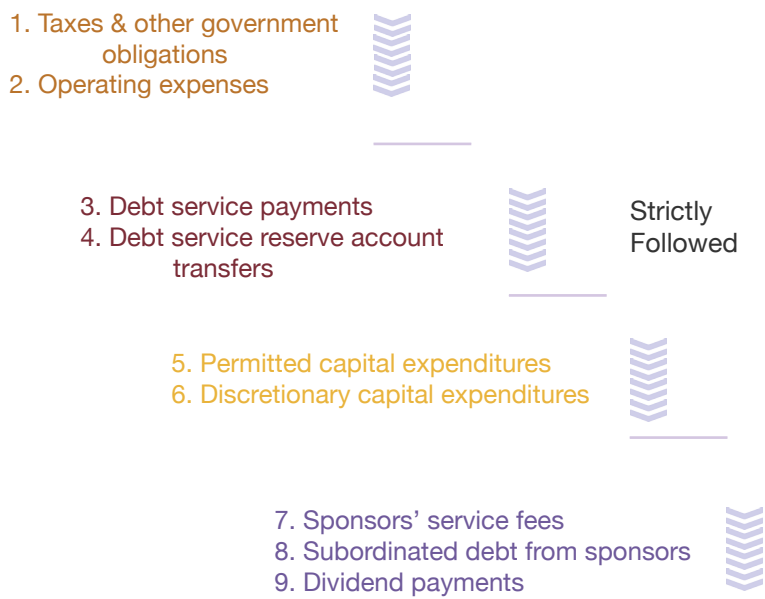 1. Taxes & other government
obligations
2. Operating expenses
3. Debt service payments
4. Debt service reserve account
transfers
Strictly
Followed
5. Permitted capital expenditures
6. Discretionary capital expenditures
7. Sponsors’ service fees
8. Subordinated debt from sponsors
9. Dividend payments